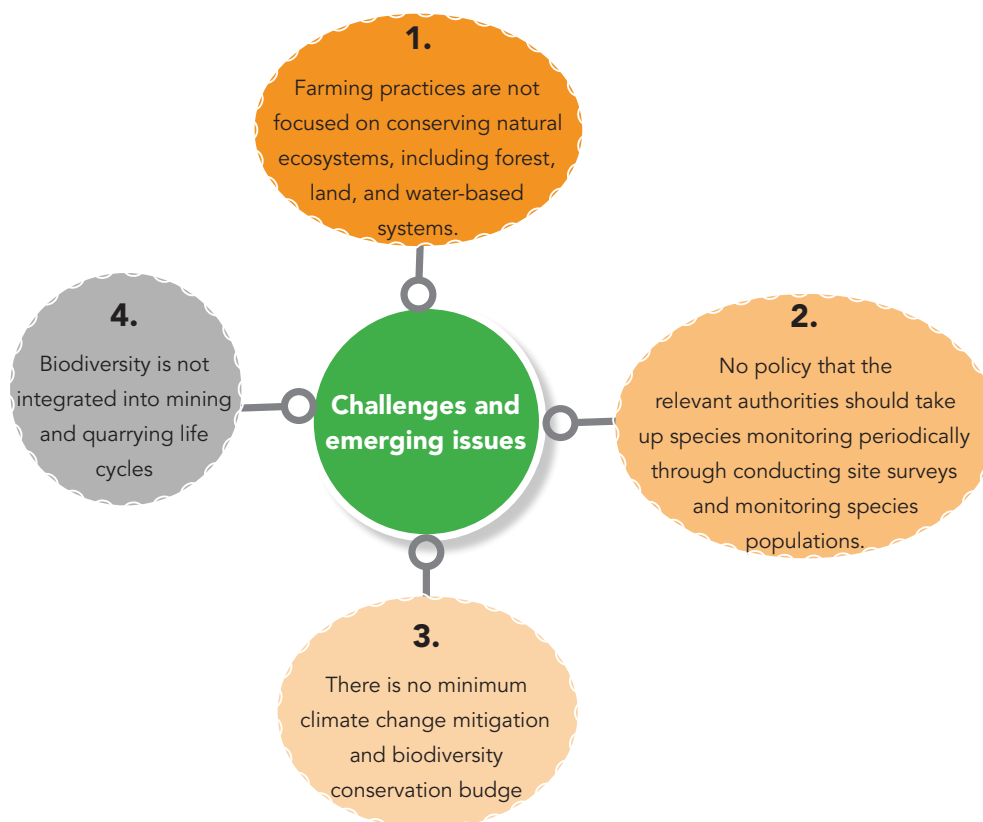 1.
Farming practices are not
focused on conserving natural
ecosystems, including forest,
land, and water-based
systems.
4.
Biodiversity is not
integrated into mining
and quarrying life
cycles
Challenges and
emerging issues
2.
No policy that the
relevant authorities should take
up species monitoring periodically
through conducting site surveys
and monitoring species
populations.
3.
There is no minimum
climate change mitigation
and biodiversity
conservation budge